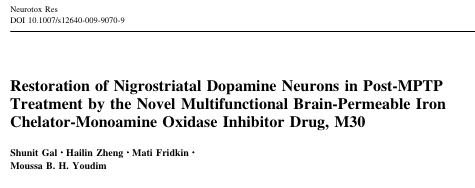 Neurotox Res
DOI 10.1007/s12640-009-9070-9
Restoration of Nigrostriatal Dopamine Neurons in Post-MPTP
Treatment by the Novel Multifunctional Brain-Permeable Iron
Chelator-Monoamine Oxidase Inhibitor Drug, M30
Shunit Gal · Hailin Zheng · Mati Fridkin ·
Moussa B. H. Youdim